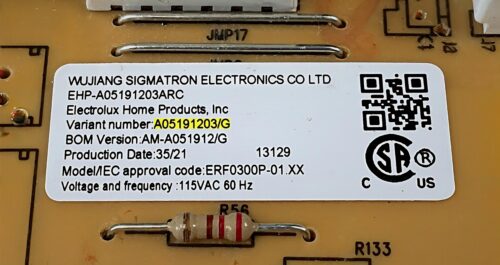 JMP17
WUJIANG SIGMATRON ELECTRONICS CO LTD
EHP-A05191203ARC
Electrolux Home Products, Inc
Variant number:A05191203/G
BOM Version:AM-A051912/G
Production Date:35/21 13129
Model/IEC approval code:ERF0300P-01.XX
Voltage and frequency :115VAC 60 Hz
CSA ®
C US
R56
R133